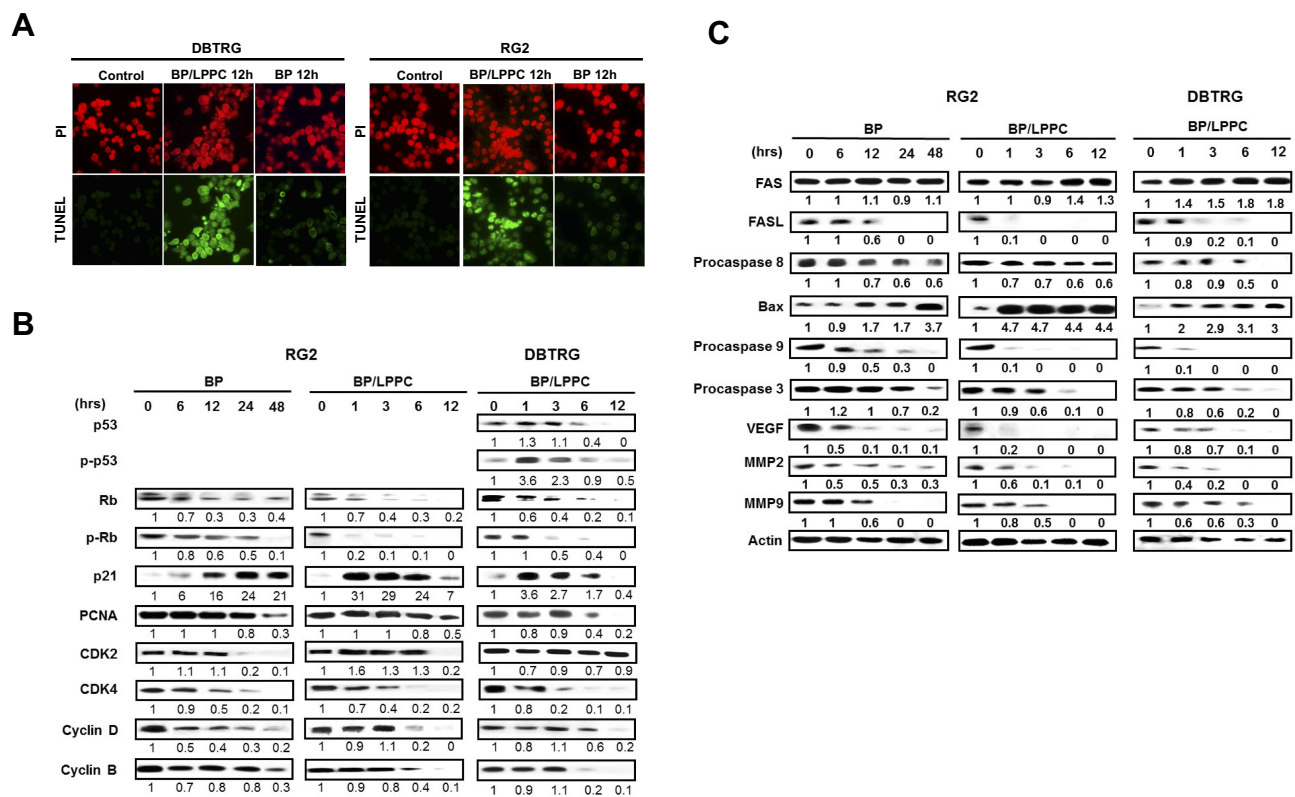 A
DBTRG
RG2
Control BP/LPPC 12h BP 12h
Control BP/LPPC 12h BP 12h
PI
TUNEL
PI
TUNEL
B
RG2 DBTRG
BP BP/LPPC BP/LPPC
(hrs) 0 6 12 24 48 0 1 3 6 12 0 1 3 6 12
p53
1 1.3 1.1 0.4 0
p-p53
1 3.6 2.3 0.9 0.5
Rb
1 0.7 0.3 0.3 0.4 1 0.7 0.4 0.3 0.2 1 0.6 0.4 0.2 0.1
p-Rb
1 0.8 0.6 0.5 0.1 1 0.2 0.1 0.1 0 1 1 0.5 0.4 0
p21
1 6 16 24 21 1 31 29 24 7 1 3.6 2.7 1.7 0.4
PCNA
1 1 1 0.8 0.3 1 1 1 0.8 0.5 1 0.8 0.9 0.4 0.2
CDK2
1 1.1 1.1 0.2 0.1 1 1.6 1.3 1.3 0.2 1 0.7 0.9 0.7 0.9
CDK4
1 0.9 0.5 0.2 0.1 1 0.7 0.4 0.2 0.2 1 0.8 0.2 0.1 0.1
Cyclin D
1 0.5 0.4 0.3 0.2 1 0.9 1.1 0.2 0 1 0.8 1.1 0.6 0.2
Cyclin B
1 0.7 0.8 0.8 0.3 1 0.9 0.8 0.4 0.1 1 0.9 1.1 0.2 0.1
C
RG2 DBTRG
BP BP/LPPC BP/LPPC
(hrs) 0 6 12 24 48 0 1 3 6 12 0 1 3 6 12
FAS
1 1 1.1 0.9 1.1 1 1 0.9 1.4 1.3 1 1.4 1.5 1.8 1.8
FASL
1 1 0.6 0 0 1 0.1 0 0 0 1 0.9 0.2 0.1 0
Procaspase 8
1 1 0.7 0.6 0.6 1 0.7 0.7 0.6 0.6 1 0.8 0.9 0.5 0
Bax
1 0.9 1.7 1.7 3.7 1 4.7 4.7 4.4 4.4 1 2 2.9 3.1 3
Procaspase 9
1 0.9 0.5 0.3 0 1 0.1 0 0 0 1 0.1 0 0 0
Procaspase 3
1 1.2 1 0.7 0.2 1 0.9 0.6 0.1 0 1 0.8 0.6 0.2 0
VEGF
1 0.5 0.1 0.1 0.1 1 0.2 0 0 0 1 0.8 0.7 0.1 0
MMP2
1 0.5 0.5 0.3 0.3 1 0.6 0.1 0.1 0 1 0.4 0.2 0 0
MMP9
1 1 0.6 0 0 1 0.8 0.5 0 0 1 0.6 0.6 0.3 0
Actin